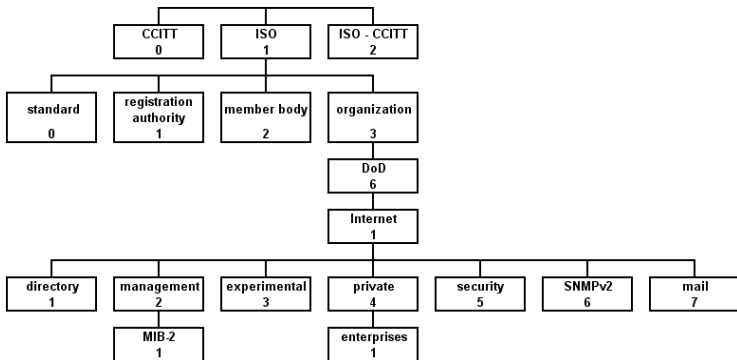 CCITT
0
ISO
1
ISO - CCITT
2
standard
0
registration
authority
1
member body
2
organization
3
DoD
6
Internet
1
directory
1
management
2
experimental
3
private
4
security
5
SNMPv2
6
mail
7
MIB-2
1
enterprises
1